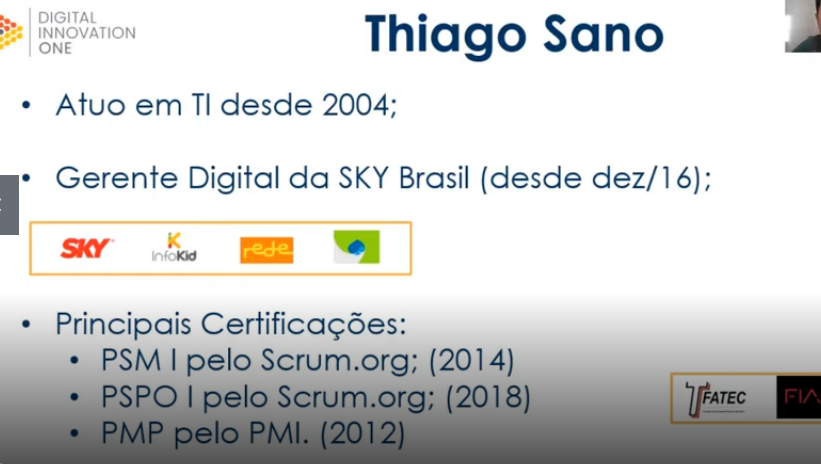 DIGITAL
INNOVATION
ONE
Thiago Sano
• Atuo em TI desde 2004;
• Gerente Digital da SKY Brasil (desde dez/16);
SKY InfoKid rede
• Principais Certificações:
• PSM I pelo Scrum.org; (2014)
• PSPO I pelo Scrum.org; (2018)
• PMP pelo PMI. (2012)
FATEC FIA